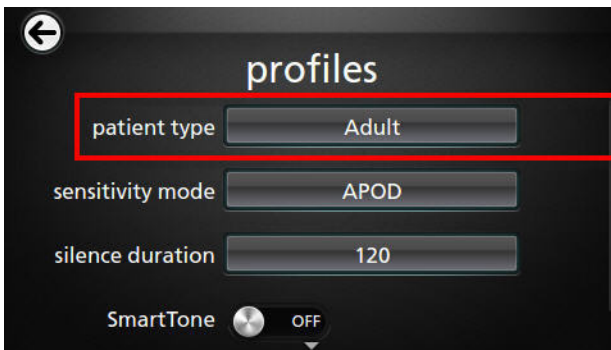 profiles
patient type Adult
sensitivity mode APOD
silence duration 120
SmartTone OFF